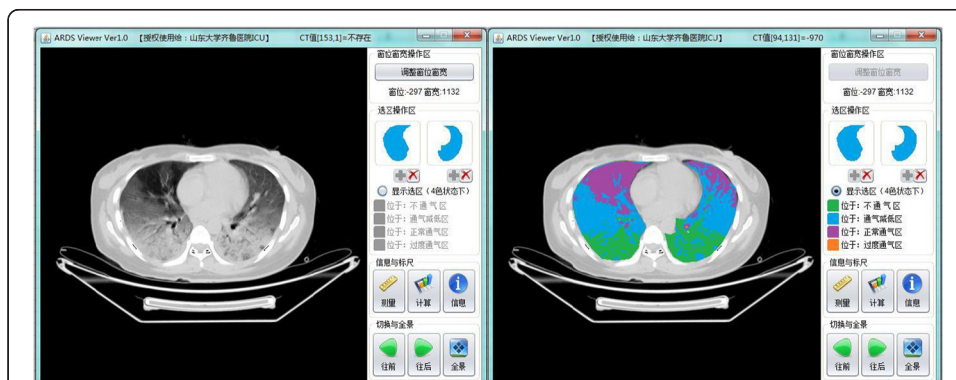 ARDS Viewer Ver1.0 【授权使用给：山东大学齐鲁医院ICU】 CT值[153,1]=不存在
窗位窗宽操作区
调整窗位窗宽
窗位:-297 窗宽:1132
选区操作区
显示选区（4色状态下）
位于：不 通 气 区
位于：通气减低区
位于：正常通气区
位于：过度通气区
信息与标尺
测量 计算 信息
切换与全景
往前 往后 全景
ARDS Viewer Ver1.0 【授权使用给：山东大学齐鲁医院ICU】 CT值[94,131]=-970
窗位窗宽操作区
调整窗位窗宽
窗位:-297 窗宽:1132
选区操作区
显示选区（4色状态下）
位于：不 通 气 区
位于：通气减低区
位于：正常通气区
位于：过度通气区
信息与标尺
测量 计算 信息
切换与全景
往前 往后 全景